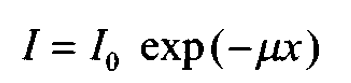 I = I₀ exp(−μx)